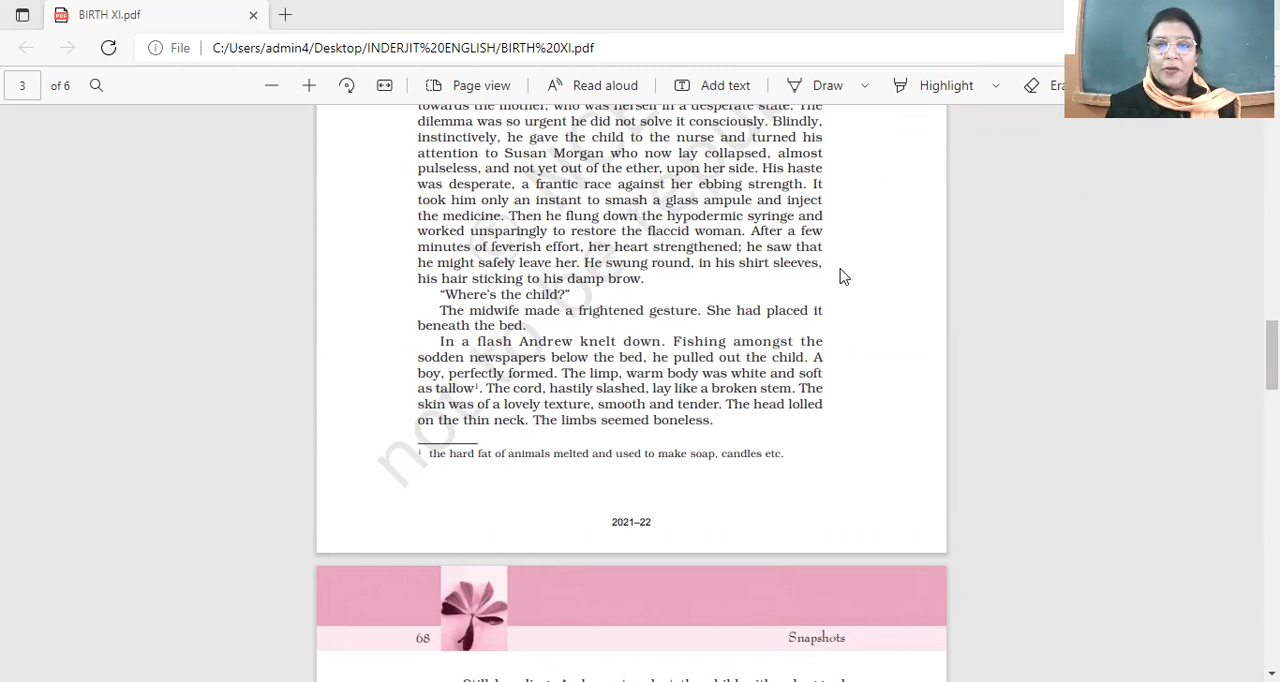 BIRTH XI.pdf
File C:/Users/admin4/Desktop/INDERJIT%20ENGLISH/BIRTH%20XI.pdf
3 of 6 Page view Read aloud Add text Draw Highlight
towards the mother, who was herself in a desperate state. The
dilemma was so urgent he did not solve it consciously. Blindly,
instinctively, he gave the child to the nurse and turned his
attention to Susan Morgan who now lay collapsed, almost
pulseless, and not yet out of the ether, upon her side. His haste
was desperate, a frantic race against her ebbing strength. It
took him only an instant to smash a glass ampule and inject
the medicine. Then he flung down the hypodermic syringe and
worked unsparingly to restore the flaccid woman. After a few
minutes of feverish effort, her heart strengthened; he saw that
he might safely leave her. He swung round, in his shirt sleeves,
his hair sticking to his damp brow.
“Where’s the child?”
The midwife made a frightened gesture. She had placed it
beneath the bed.
In a flash Andrew knelt down. Fishing amongst the
sodden newspapers below the bed, he pulled out the child. A
boy, perfectly formed. The limp, warm body was white and soft
as tallow¹. The cord, hastily slashed, lay like a broken stem. The
skin was of a lovely texture, smooth and tender. The head lolled
on the thin neck. The limbs seemed boneless.
¹ the hard fat of animals melted and used to make soap, candles etc.
2021–22
68 Snapshots